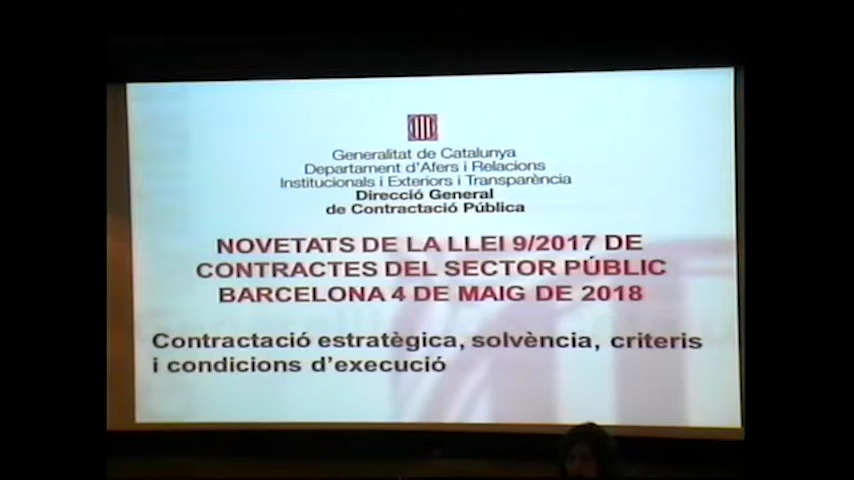 Generalitat de Catalunya
Departament d'Afers i Relacions
Institucionals i Exteriors i Transparència
Direcció General
de Contractació Pública
NOVETATS DE LA LLEI 9/2017 DE
CONTRACTES DEL SECTOR PÚBLIC
BARCELONA 4 DE MAIG DE 2018
Contractació estratègica, solvència, criteris
i condicions d'execució